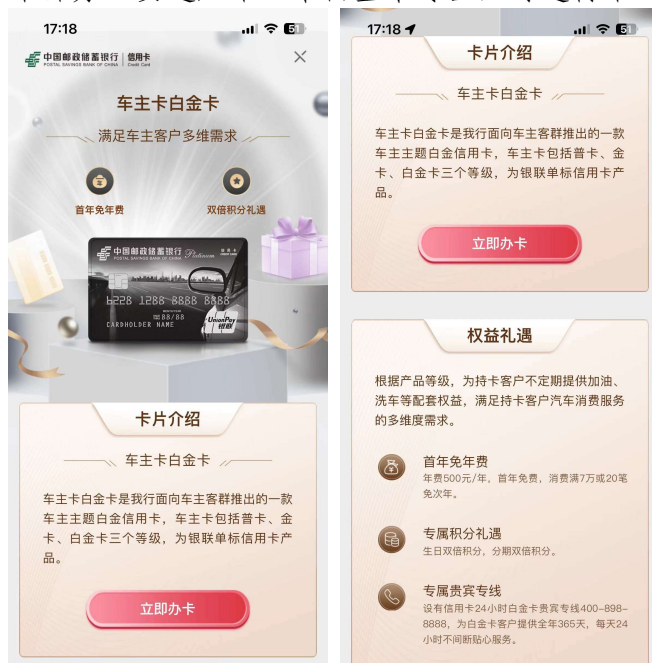 17:18
51
中国邮政储蓄银行
POSTAL SAVINGS BANK OF CHINA
信用卡
Credit Card
车主卡白金卡
满足车主客户多维需求
首年免年费
双倍积分礼遇
中国邮政储蓄银行
POSTAL SAVINGS BANK OF CHINA
Platinum
信用卡
CREDIT CARD
6228 1288 8888 8888
88/88
CARDHOLDER NAME
UnionPay
银联
卡片介绍
车主卡白金卡
车主卡白金卡是我行面向车主客群推出的一款
车主主题白金信用卡，车主卡包括普卡、金
卡、白金卡三个等级，为银联单标信用卡产
品。
立即办卡
17:18
51
卡片介绍
车主卡白金卡
车主卡白金卡是我行面向车主客群推出的一款
车主主题白金信用卡，车主卡包括普卡、金
卡、白金卡三个等级，为银联单标信用卡产
品。
立即办卡
权益礼遇
根据产品等级，为持卡客户不定期提供加油、
洗车等配套权益，满足持卡客户汽车消费服务
的多维度需求。
首年免年费
年费500元/年，首年免费，消费满7万或20笔
免次年。
专属积分礼遇
生日双倍积分，分期双倍积分。
专属贵宾专线
设有信用卡24小时白金卡贵宾专线400-898-
8888，为白金卡客户提供全年365天，每天24
小时不间断贴心服务。